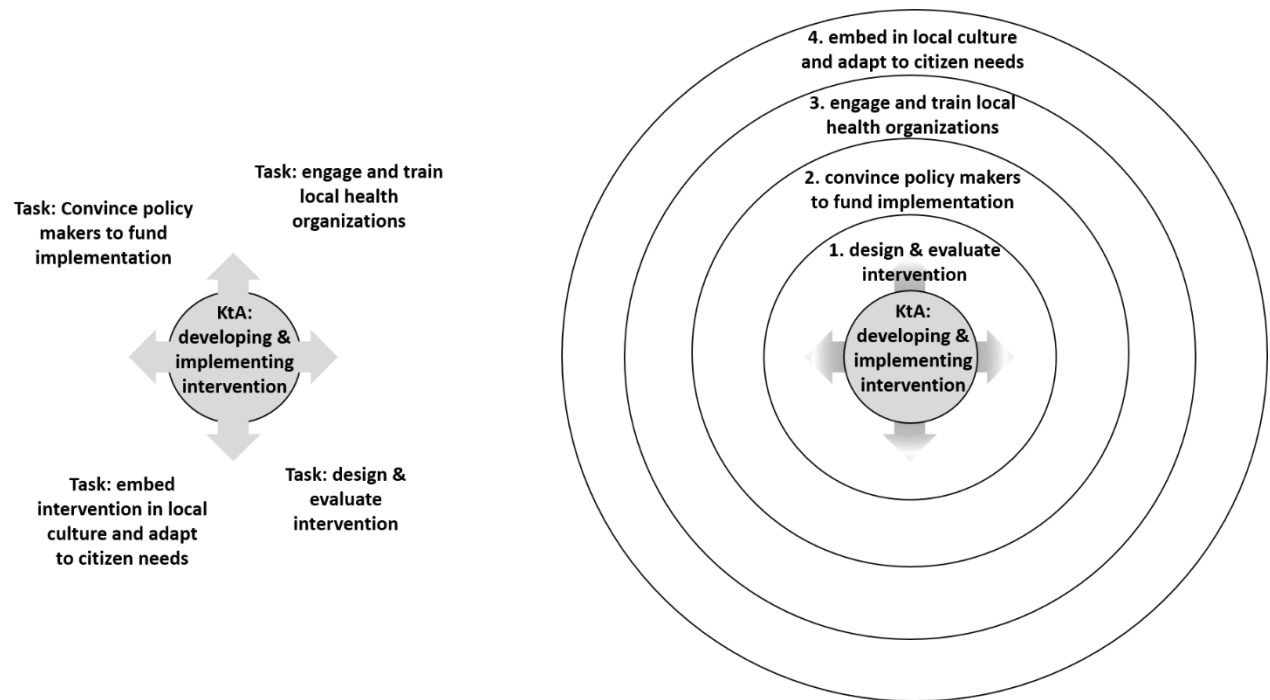 Task: Convince policy
makers to fund
implementation
Task: engage and train
local health
organizations
KtA:
developing &
implementing
intervention
Task: embed
intervention in local
culture and adapt
to citizen needs
Task: design &
evaluate
intervention
4. embed in local culture
and adapt to citizen needs
3. engage and train local
health organizations
2. convince policy makers
to fund implementation
1. design & evaluate
intervention
KtA:
developing &
implementing
intervention